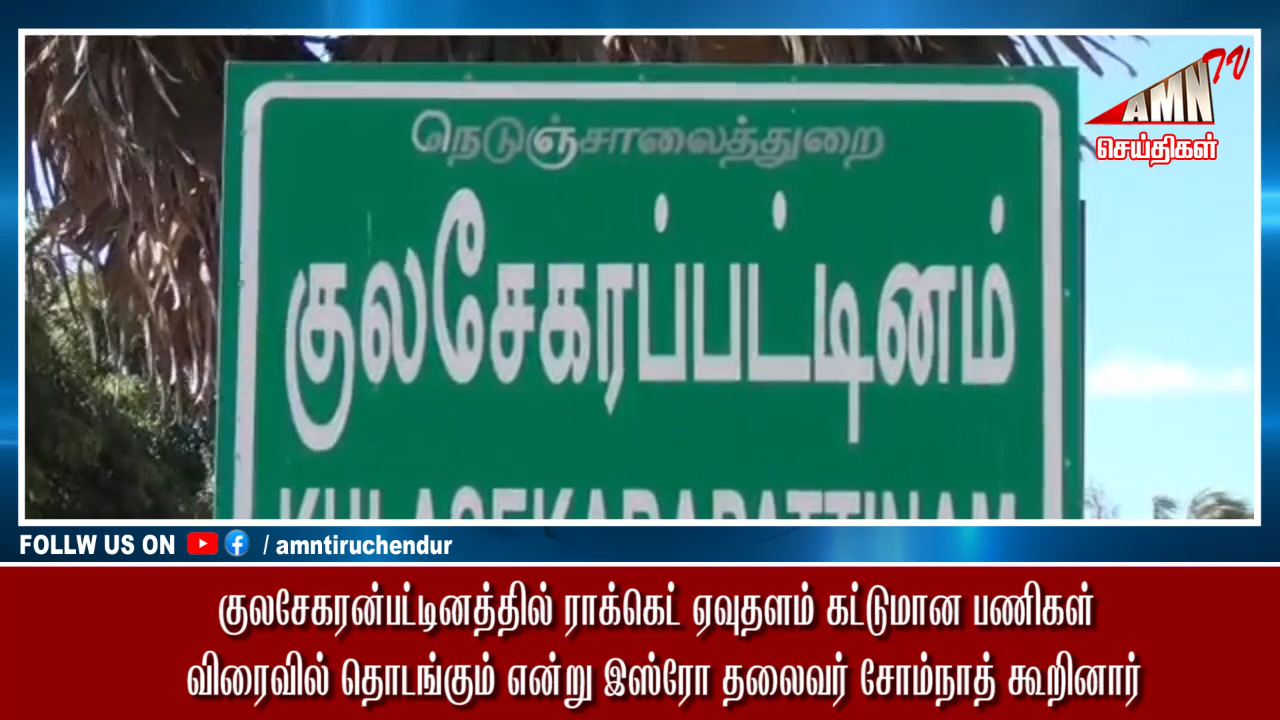 நெடுஞ்சாலைத்துறை
குலசேகரப்பட்டினம்
KULASEKARAPATTINAM
AMN TV
செய்திகள்
FOLLW US ON / amntiruchendur
குலசேகரன்பட்டினத்தில் ராக்கெட் ஏவுதளம் கட்டுமான பணிகள்
விரைவில் தொடங்கும் என்று இஸ்ரோ தலைவர் சோம்நாத் கூறினார்